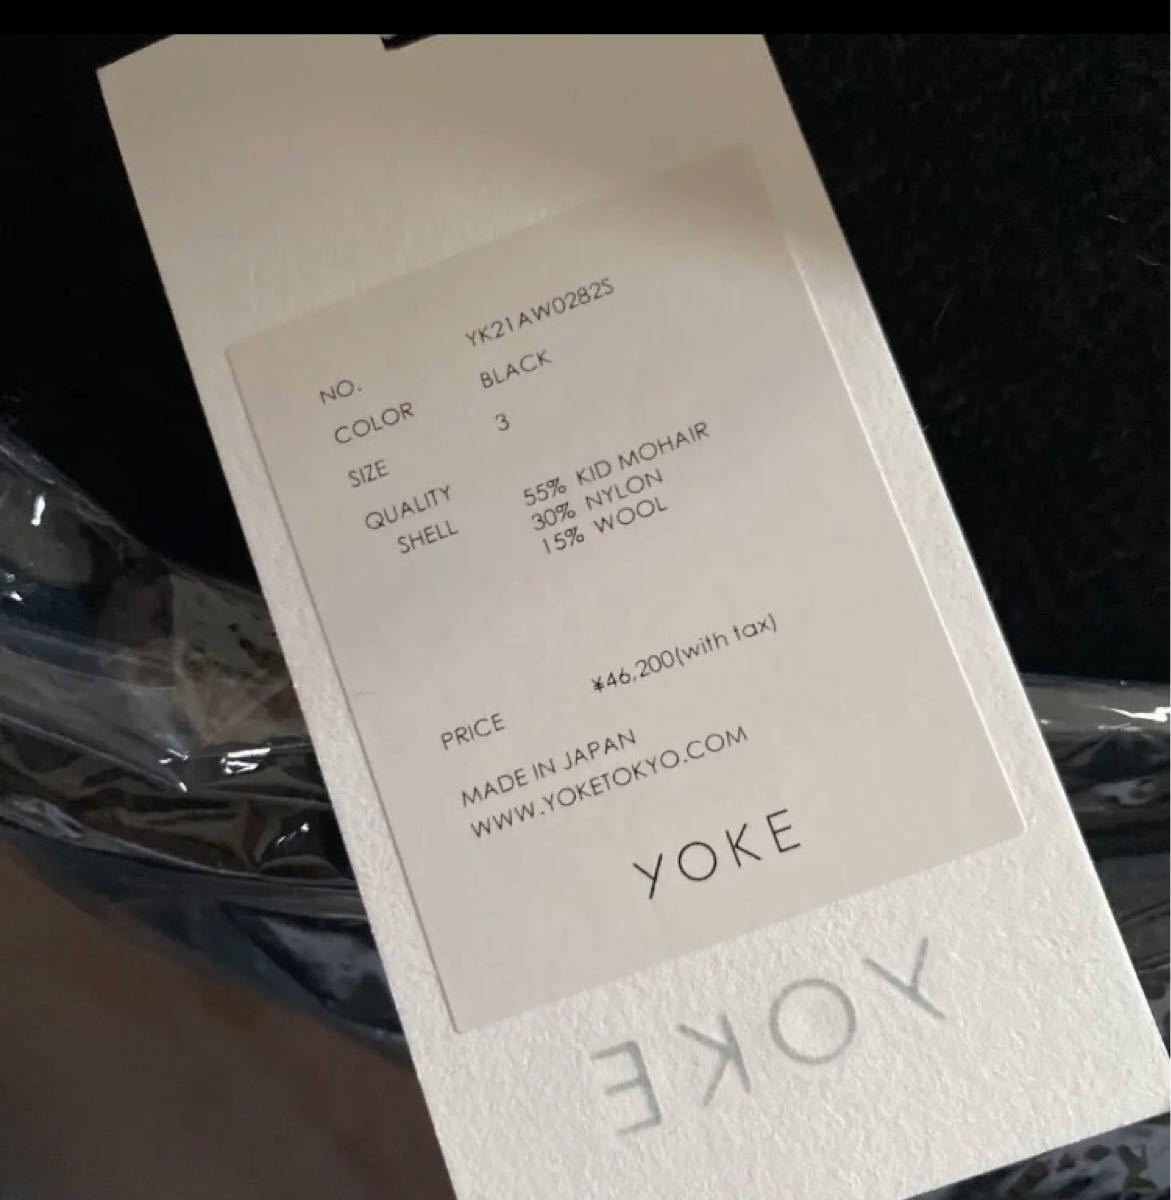 NO. YK21AW0282S
COLOR BLACK
SIZE 3
QUALITY
SHELL 55% KID MOHAIR
30% NYLON
15% WOOL
PRICE ¥46,200(with tax)
MADE IN JAPAN
WWW.YOKETOKYO.COM
YOKE
YOKE